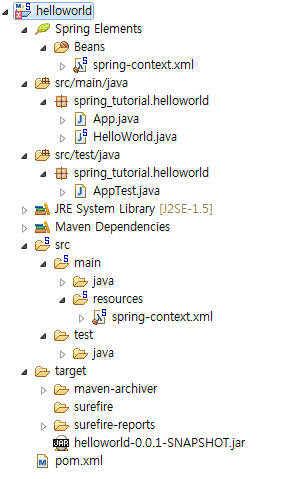 helloworld
Spring Elements
Beans
spring-context.xml
src/main/java
spring_tutorial.helloworld
App.java
HelloWorld.java
src/test/java
spring_tutorial.helloworld
AppTest.java
JRE System Library [J2SE-1.5]
Maven Dependencies
src
main
java
resources
spring-context.xml
test
java
target
maven-archiver
surefire
surefire-reports
helloworld-0.0.1-SNAPSHOT.jar
pom.xml